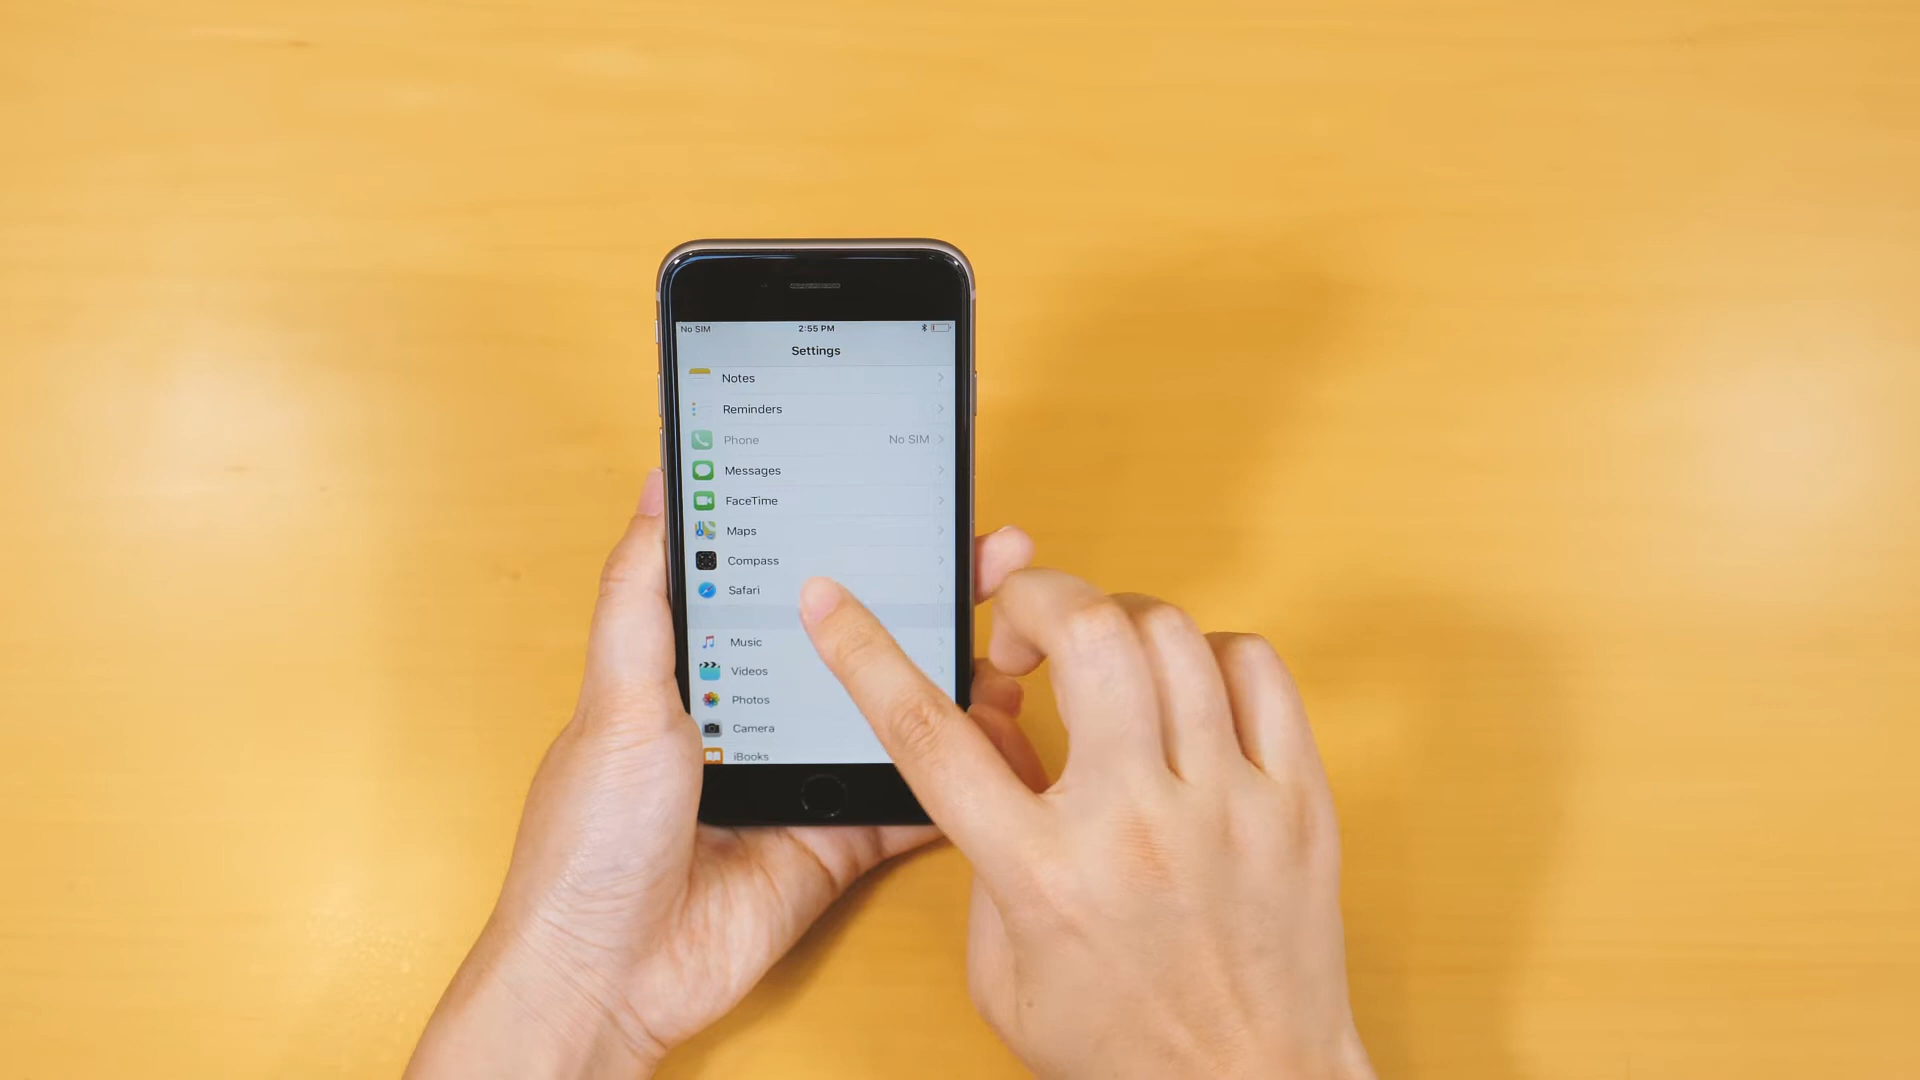 No SIM 2:55 PM
Settings
Notes
Reminders
Phone No SIM
Messages
FaceTime
Maps
Compass
Safari
Music
Videos
Photos
Camera
iBooks